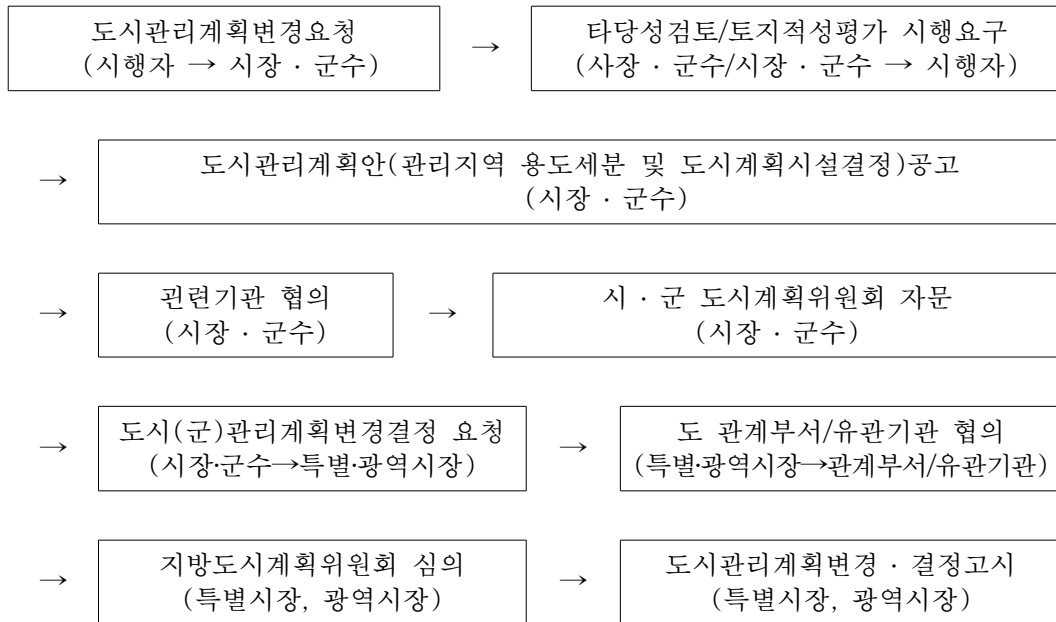 도시관리계획변경요청
(시행자 → 시장 · 군수)
→
타당성검토/토지적성평가 시행요구
(사장 · 군수/시장 · 군수 → 시행자)
→
도시관리계획안(관리지역 용도세분 및 도시계획시설결정)공고
(시장 · 군수)
→
관련기관 협의
(시장 · 군수)
→
시 · 군 도시계획위원회 자문
(시장 · 군수)
→
도시(군)관리계획변경결정 요청
(시장·군수→특별·광역시장)
→
도 관계부서/유관기관 협의
(특별·광역시장→관계부서/유관기관)
→
지방도시계획위원회 심의
(특별시장, 광역시장)
→
도시관리계획변경 · 결정고시
(특별시장, 광역시장)